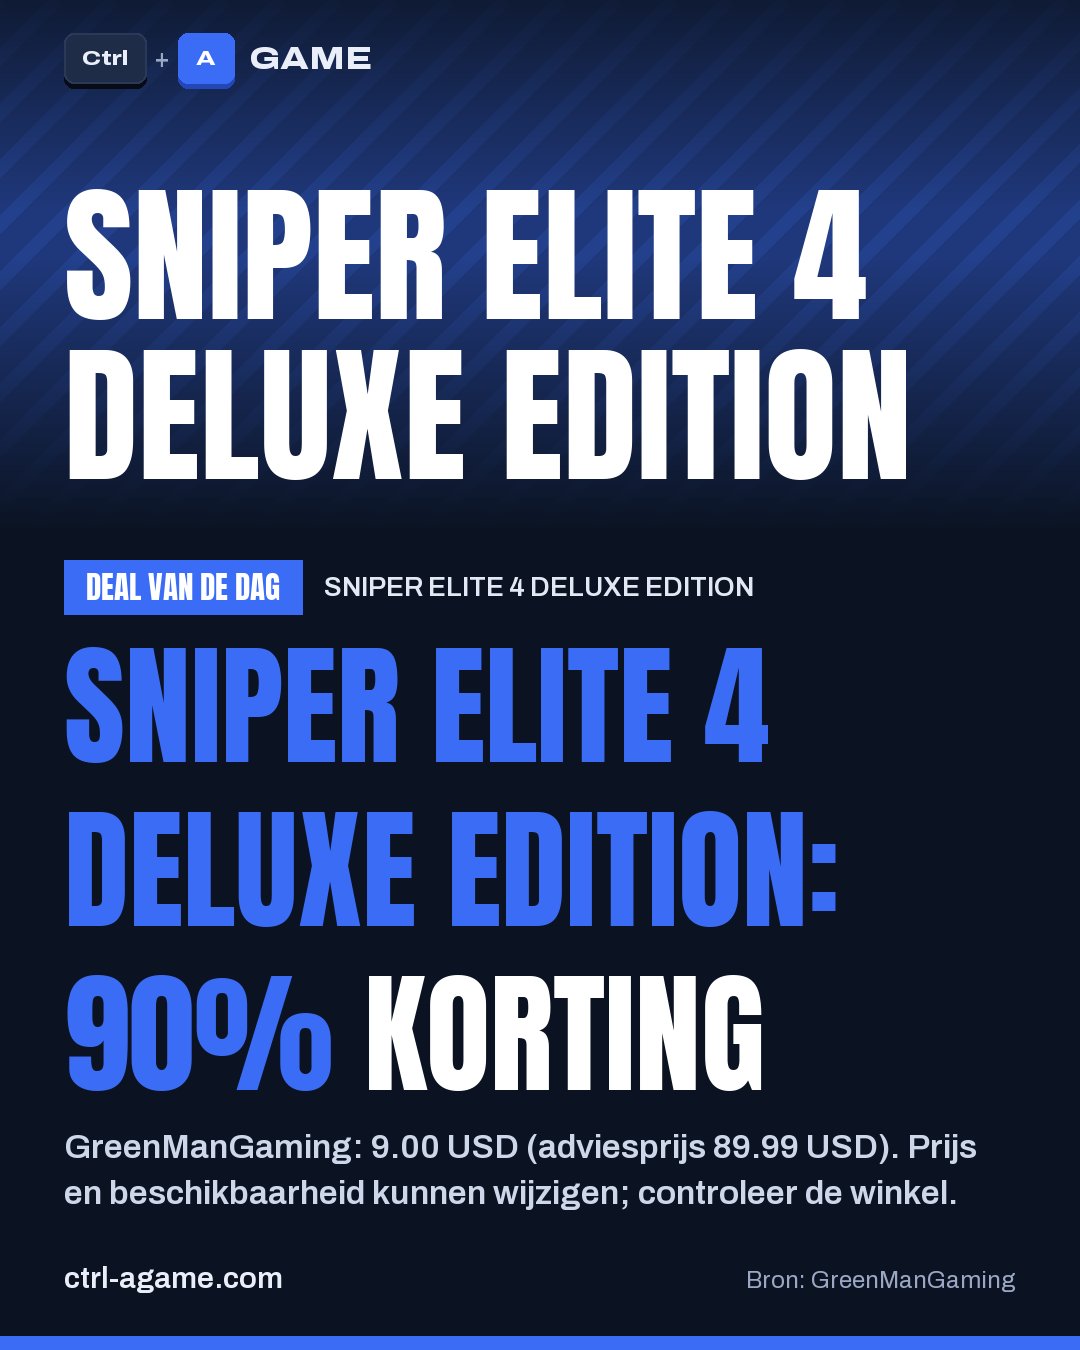 Ctrl + A GAME
SNIPER ELITE 4
DELUXE EDITION
DEAL VAN DE DAG SNIPER ELITE 4 DELUXE EDITION
SNIPER ELITE 4
DELUXE EDITION:
90% KORTING
GreenManGaming: 9.00 USD (adviesprijs 89.99 USD). Prijs
en beschikbaarheid kunnen wijzigen; controleer de winkel.
ctrl-agame.com Bron: GreenManGaming